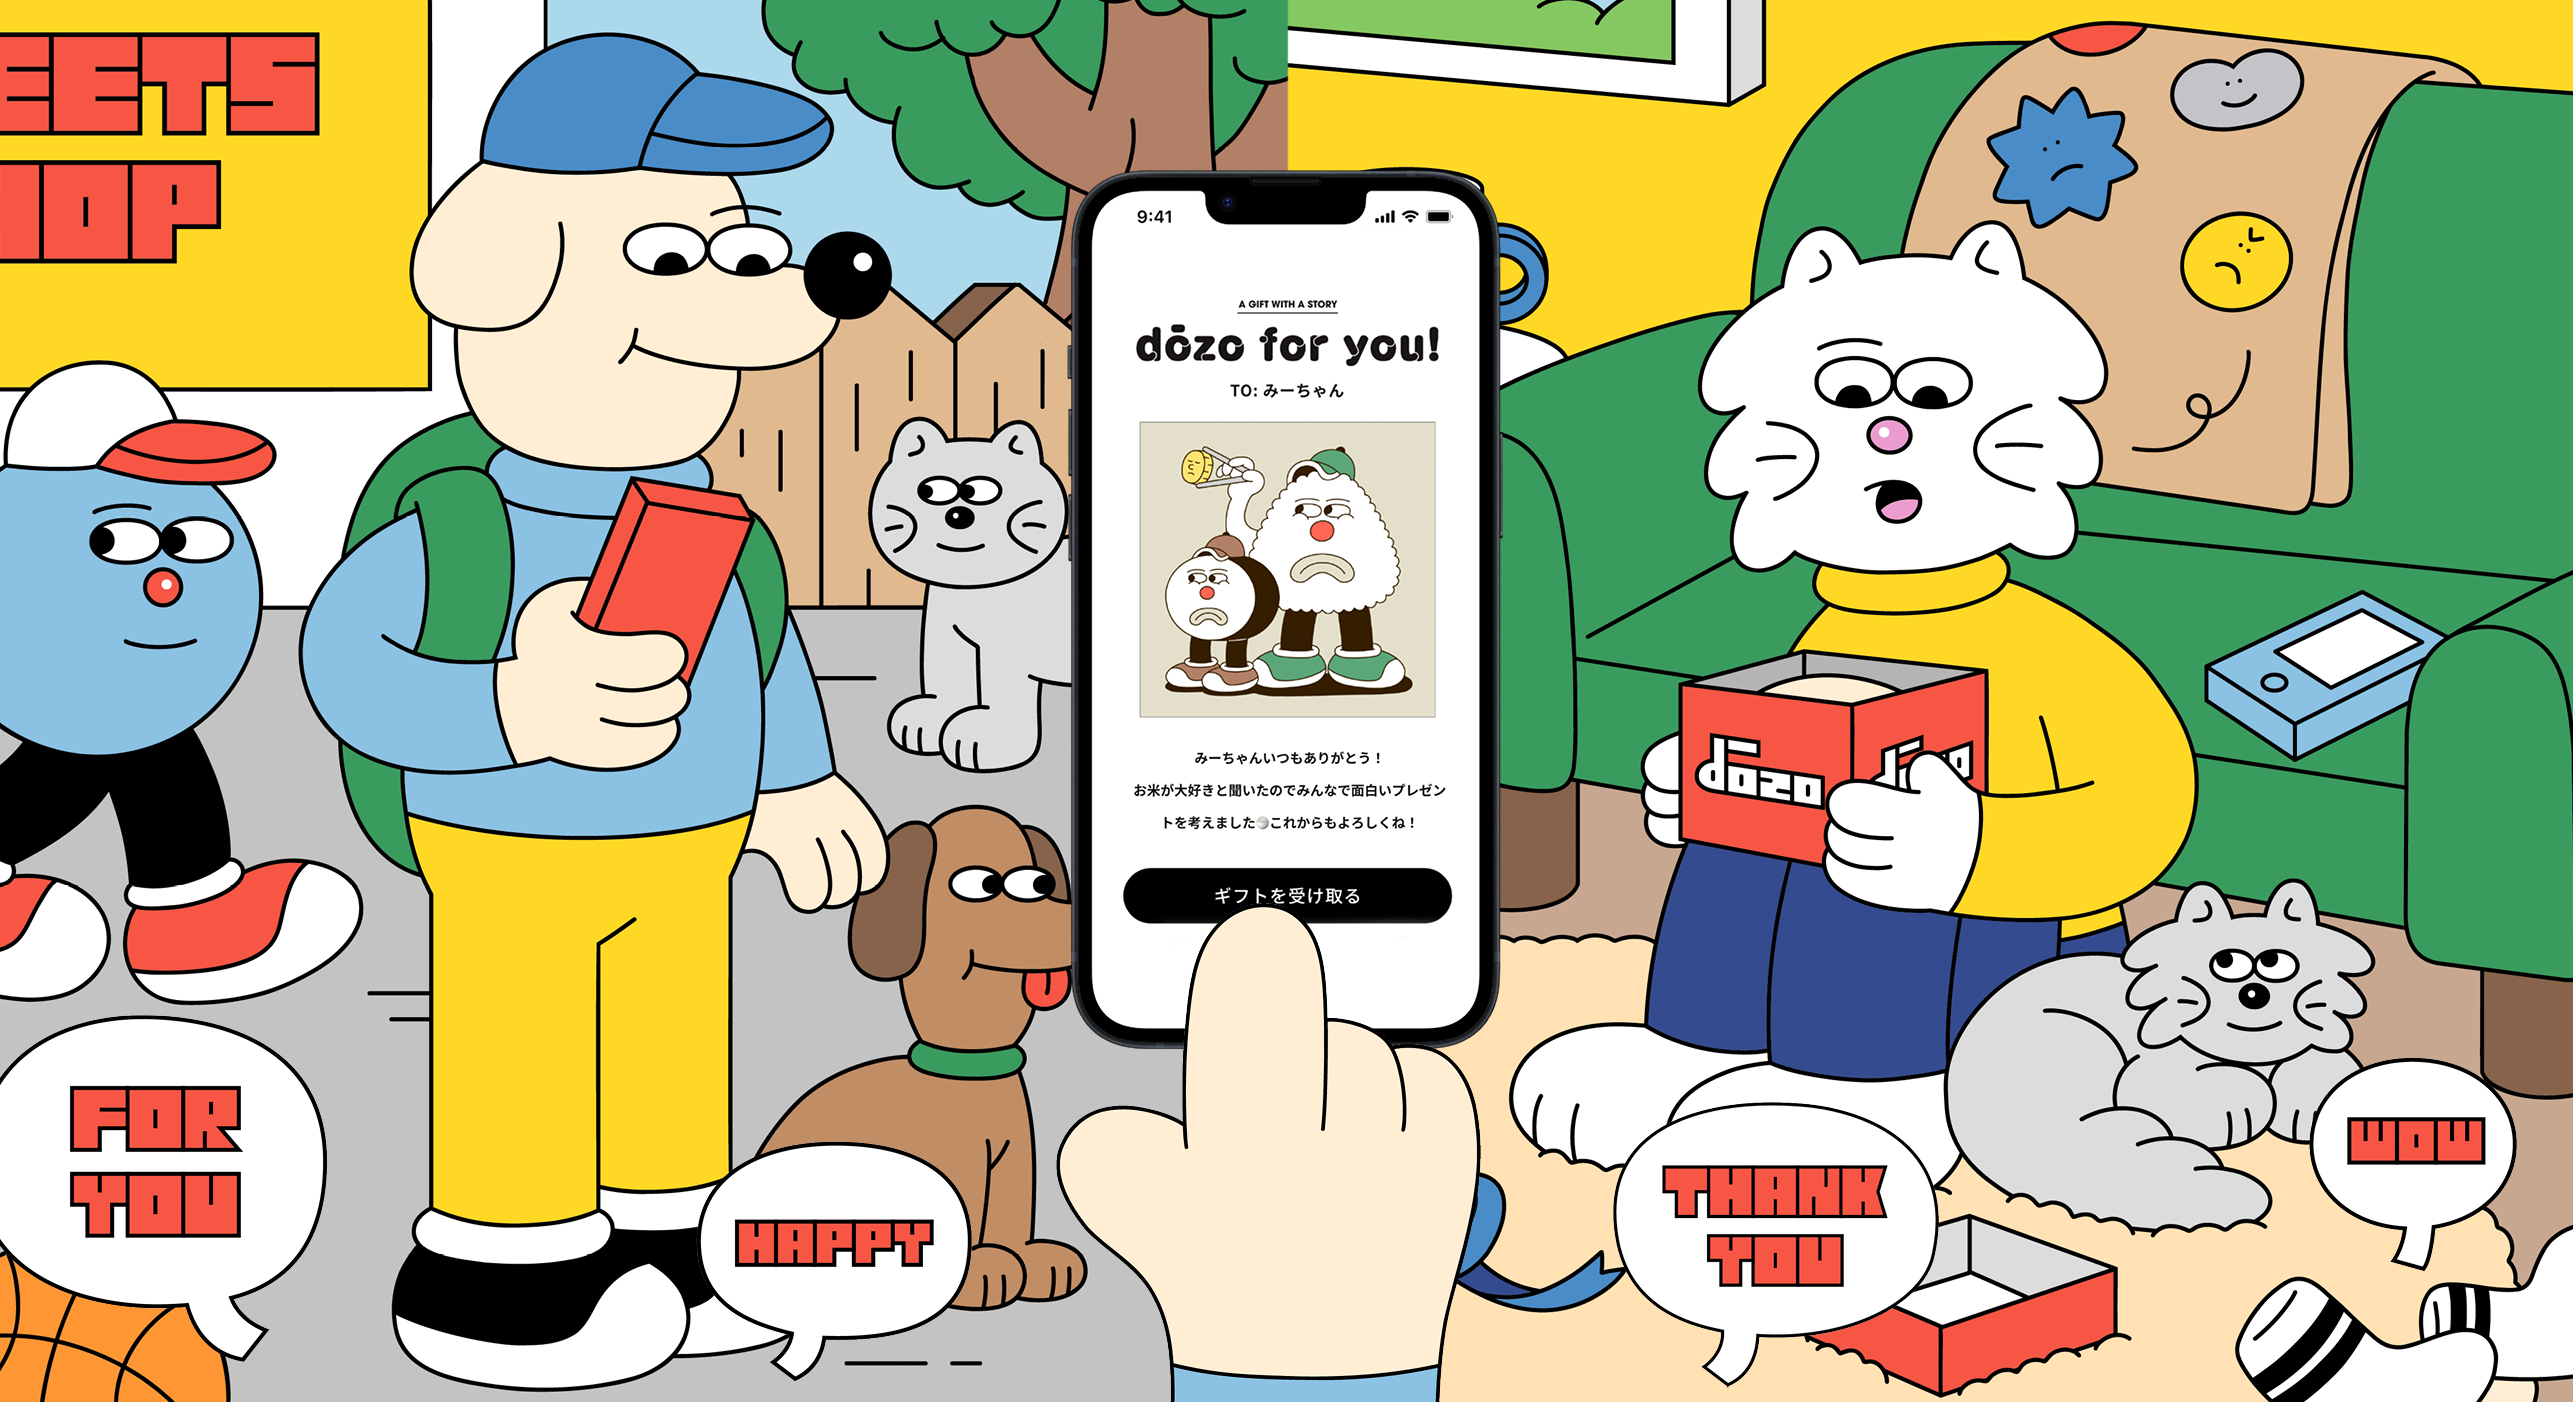 EETS
HOP
9:41
A GIFT WITH A STORY
dōzo for you!
TO: みーちゃん
みーちゃんいつもありがとう！
お米が大好きと聞いたのでみんなで面白いプレゼン
トを考えました🍚これからもよろしくね！
ギフトを受け取る
dōzo
dōzo
FOR
YOU
HAPPY
THANK
YOU
WOW